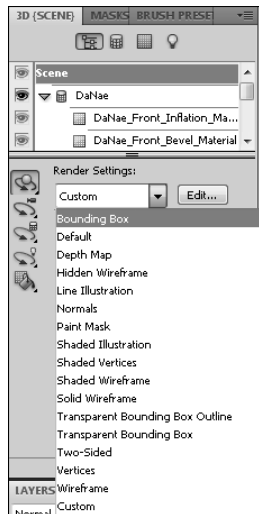 3D {SCENE} MASKS BRUSH PRESE
Scene
DaNae
DaNae_Front_Inflation_Ma...
DaNae_Front_Bevel_Material
Render Settings:
Custom Edit...
Bounding Box
Default
Depth Map
Hidden Wireframe
Line Illustration
Normals
Paint Mask
Shaded Illustration
Shaded Vertices
Shaded Wireframe
Solid Wireframe
Transparent Bounding Box Outline
Transparent Bounding Box
Two-Sided
Vertices
LAYERS Wireframe
Normal Custom